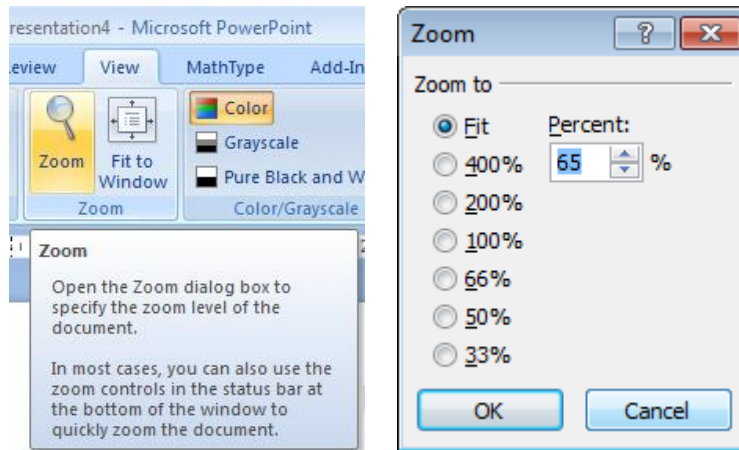 resentation4 - Microsoft PowerPoint
eview View MathType Add-In
Zoom
Fit to
Window
Zoom
Color
Grayscale
Pure Black and W
Color/Grayscale
Zoom
Open the Zoom dialog box to
specify the zoom level of the
document.
In most cases, you can also use the
zoom controls in the status bar at
the bottom of the window to
quickly zoom the document.
Zoom ?
Zoom to
Fit
400%
200%
100%
66%
50%
33%
Percent:
65 %
OK Cancel